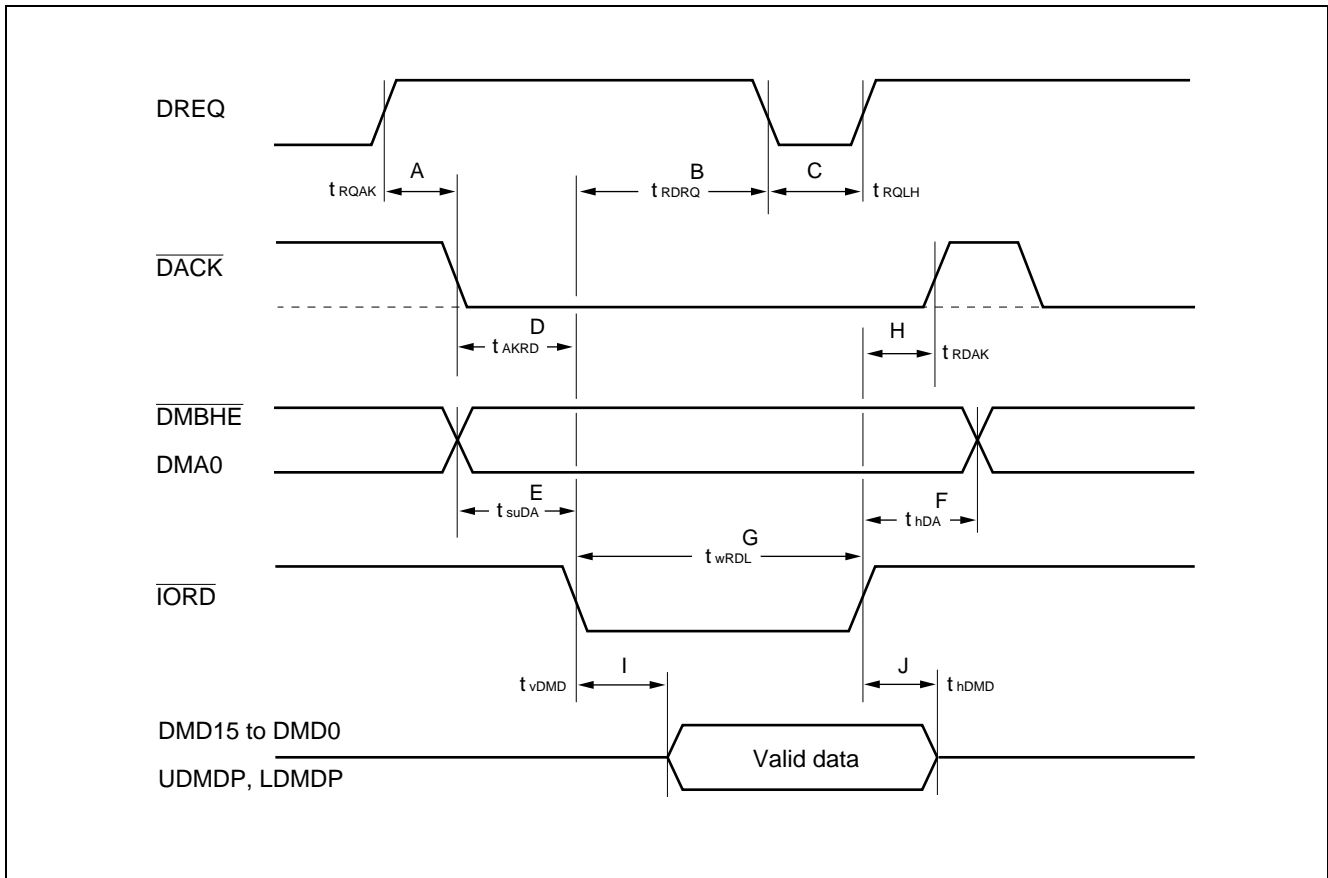 DREQ
A
B
C
t RQAK
t RDRQ
t RQLH
DACK
D
H
t AKRD
t RDAK
DMBHE
DMA0
E
F
t suDA
t hDA
G
t wRDL
IORD
I
J
t vDMD
t hDMD
DMD15 to DMD0
Valid data
UDMDP, LDMDP